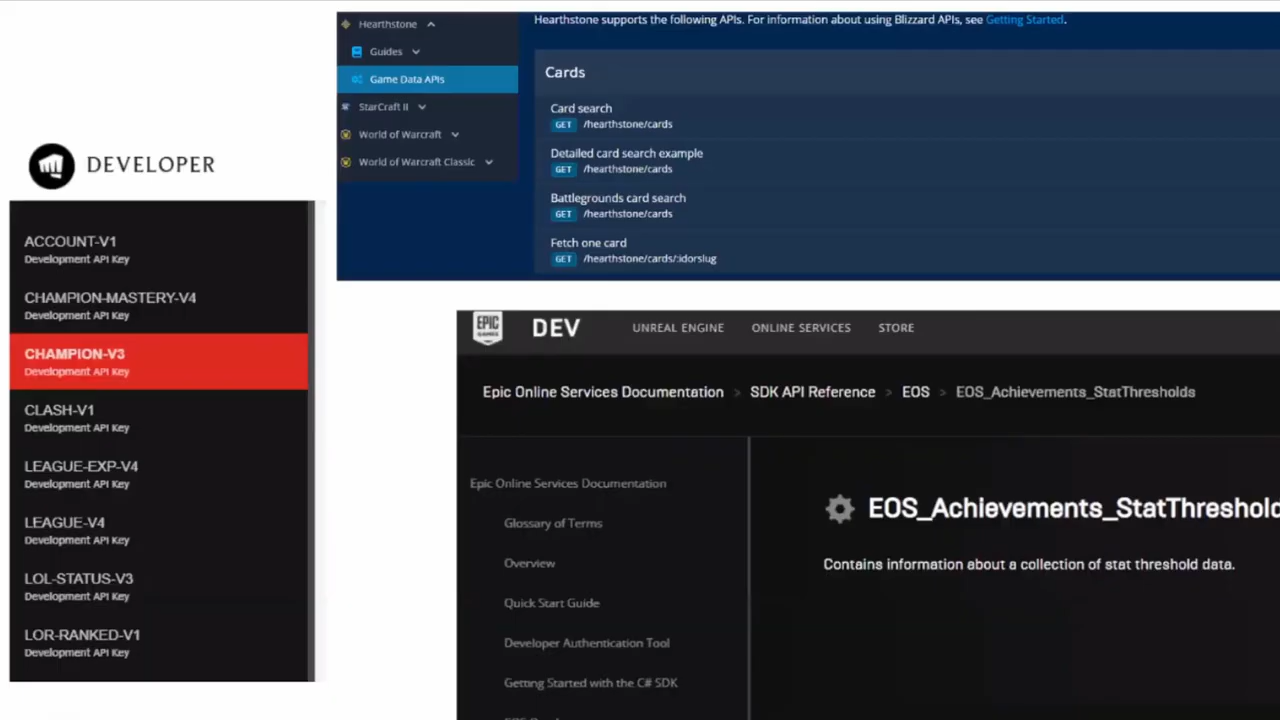 DEVELOPER
ACCOUNT-V1
Development API Key
CHAMPION-MASTERY-V4
Development API Key
CHAMPION-V3
Development API Key
CLASH-V1
Development API Key
LEAGUE-EXP-V4
Development API Key
LEAGUE-V4
Development API Key
LOL-STATUS-V3
Development API Key
LOR-RANKED-V1
Development API Key
Hearthstone
Guides
Game Data APIs
StarCraft II
World of Warcraft
World of Warcraft Classic
Hearthstone supports the following APIs. For information about using Blizzard APIs, see Getting Started.
Cards
Card search
GET /hearthstone/cards
Detailed card search example
GET /hearthstone/cards
Battlegrounds card search
GET /hearthstone/cards
Fetch one card
GET /hearthstone/cards/:idorslug
EPIC GAMES DEV UNREAL ENGINE ONLINE SERVICES STORE
Epic Online Services Documentation > SDK API Reference > EOS > EOS_Achievements_StatThresholds
Epic Online Services Documentation
Glossary of Terms
Overview
Quick Start Guide
Developer Authentication Tool
Getting Started with the C# SDK
EOS_Achievements_StatThreshol
Contains information about a collection of stat threshold data.